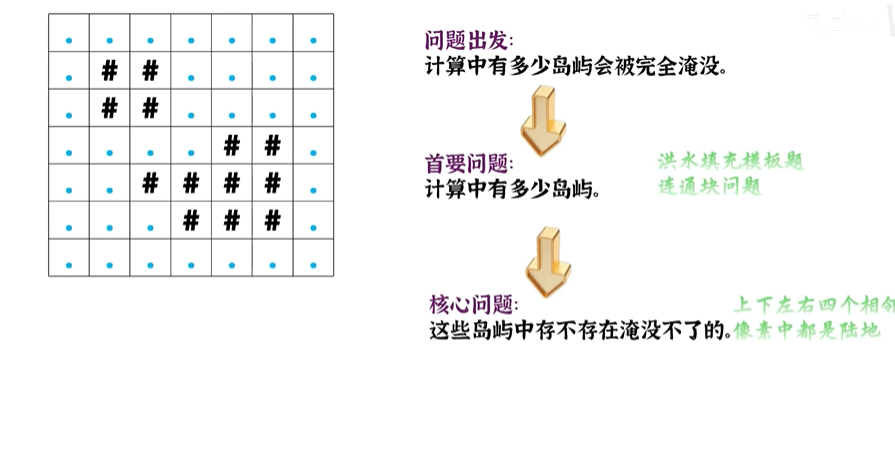 . . . . . . .
. # # . . . .
. # # . . . .
. . . . # # .
. . # # # # .
. . . # # # .
. . . . . . .
问题出发:
计算中有多少岛屿会被完全淹没。
首要问题:
计算中有多少岛屿。
洪水填充模板题
连通块问题
核心问题:
这些岛屿中存不存在淹没不了的。
上下左右四个相邻
像素中都是陆地